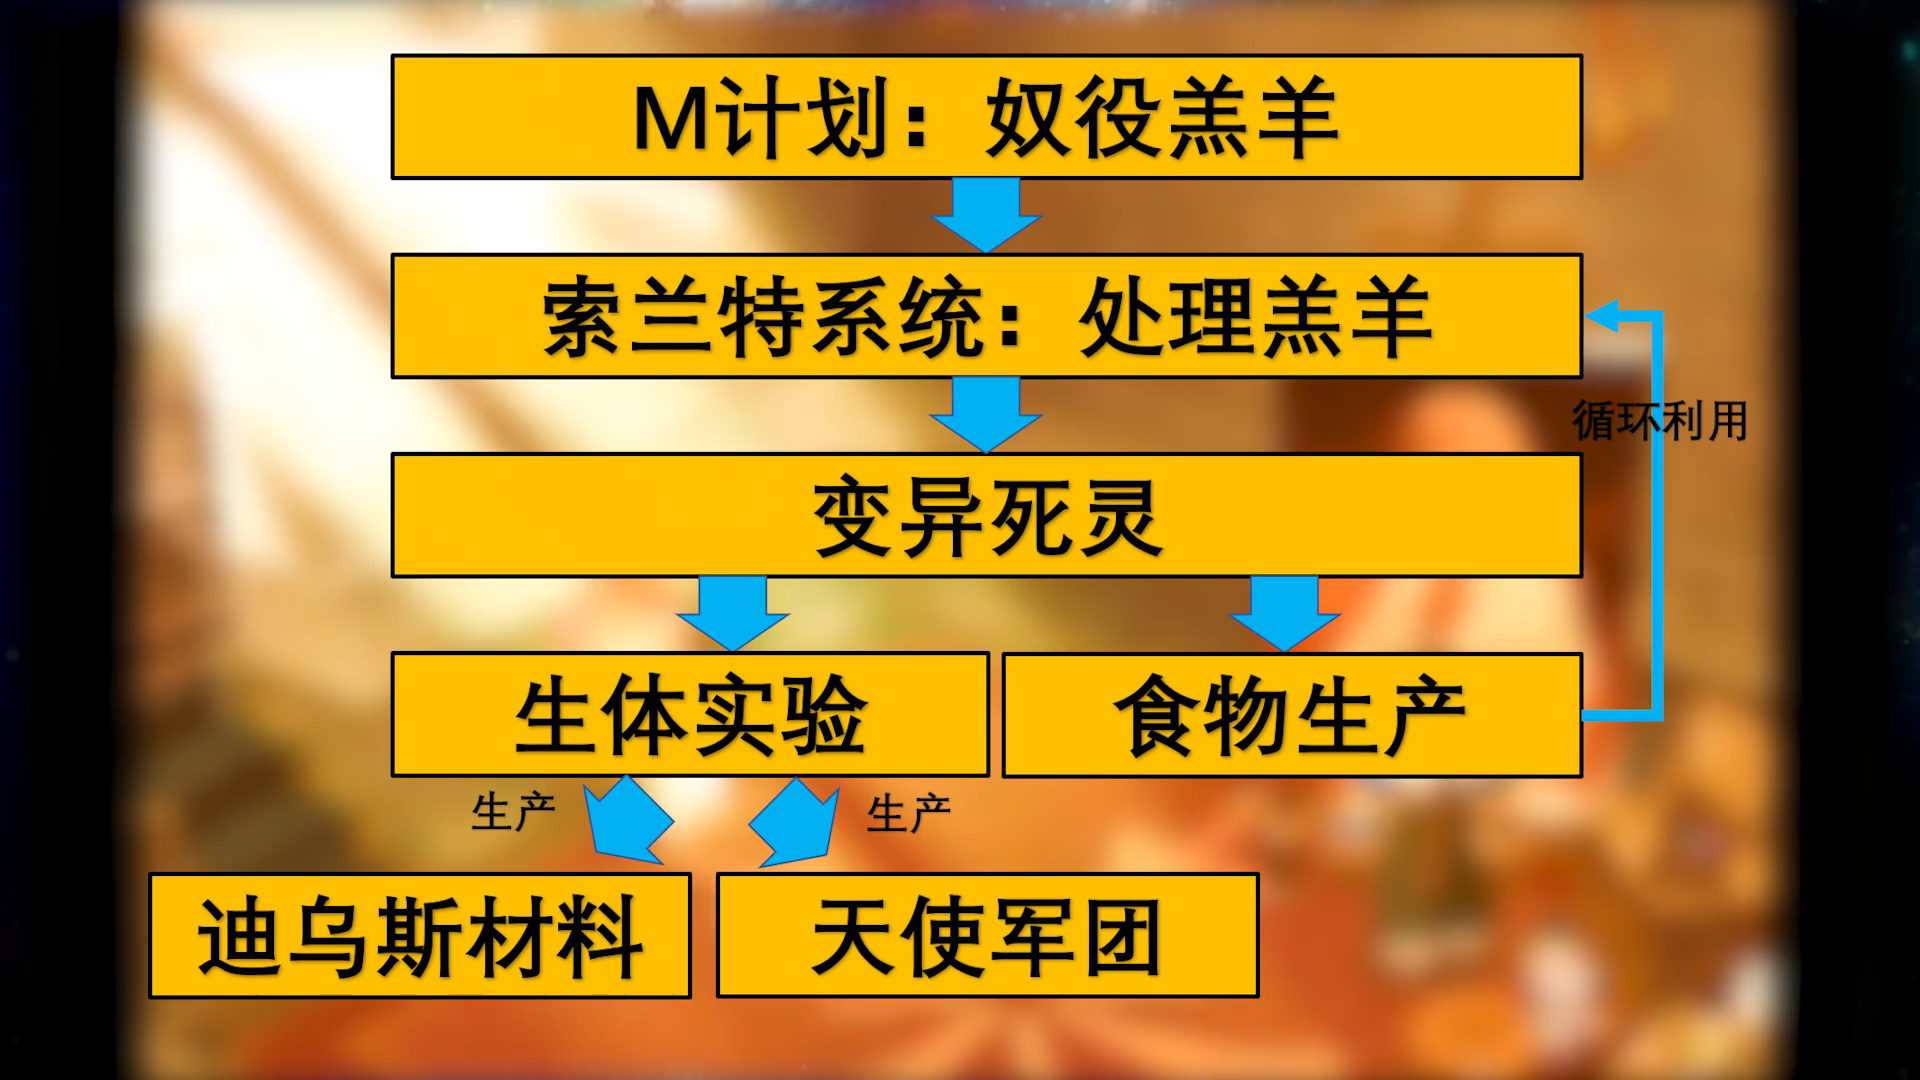 M计划：奴役羔羊
索兰特系统：处理羔羊
循环利用
变异死灵
生体实验
食物生产
生产
生产
迪乌斯材料
天使军团